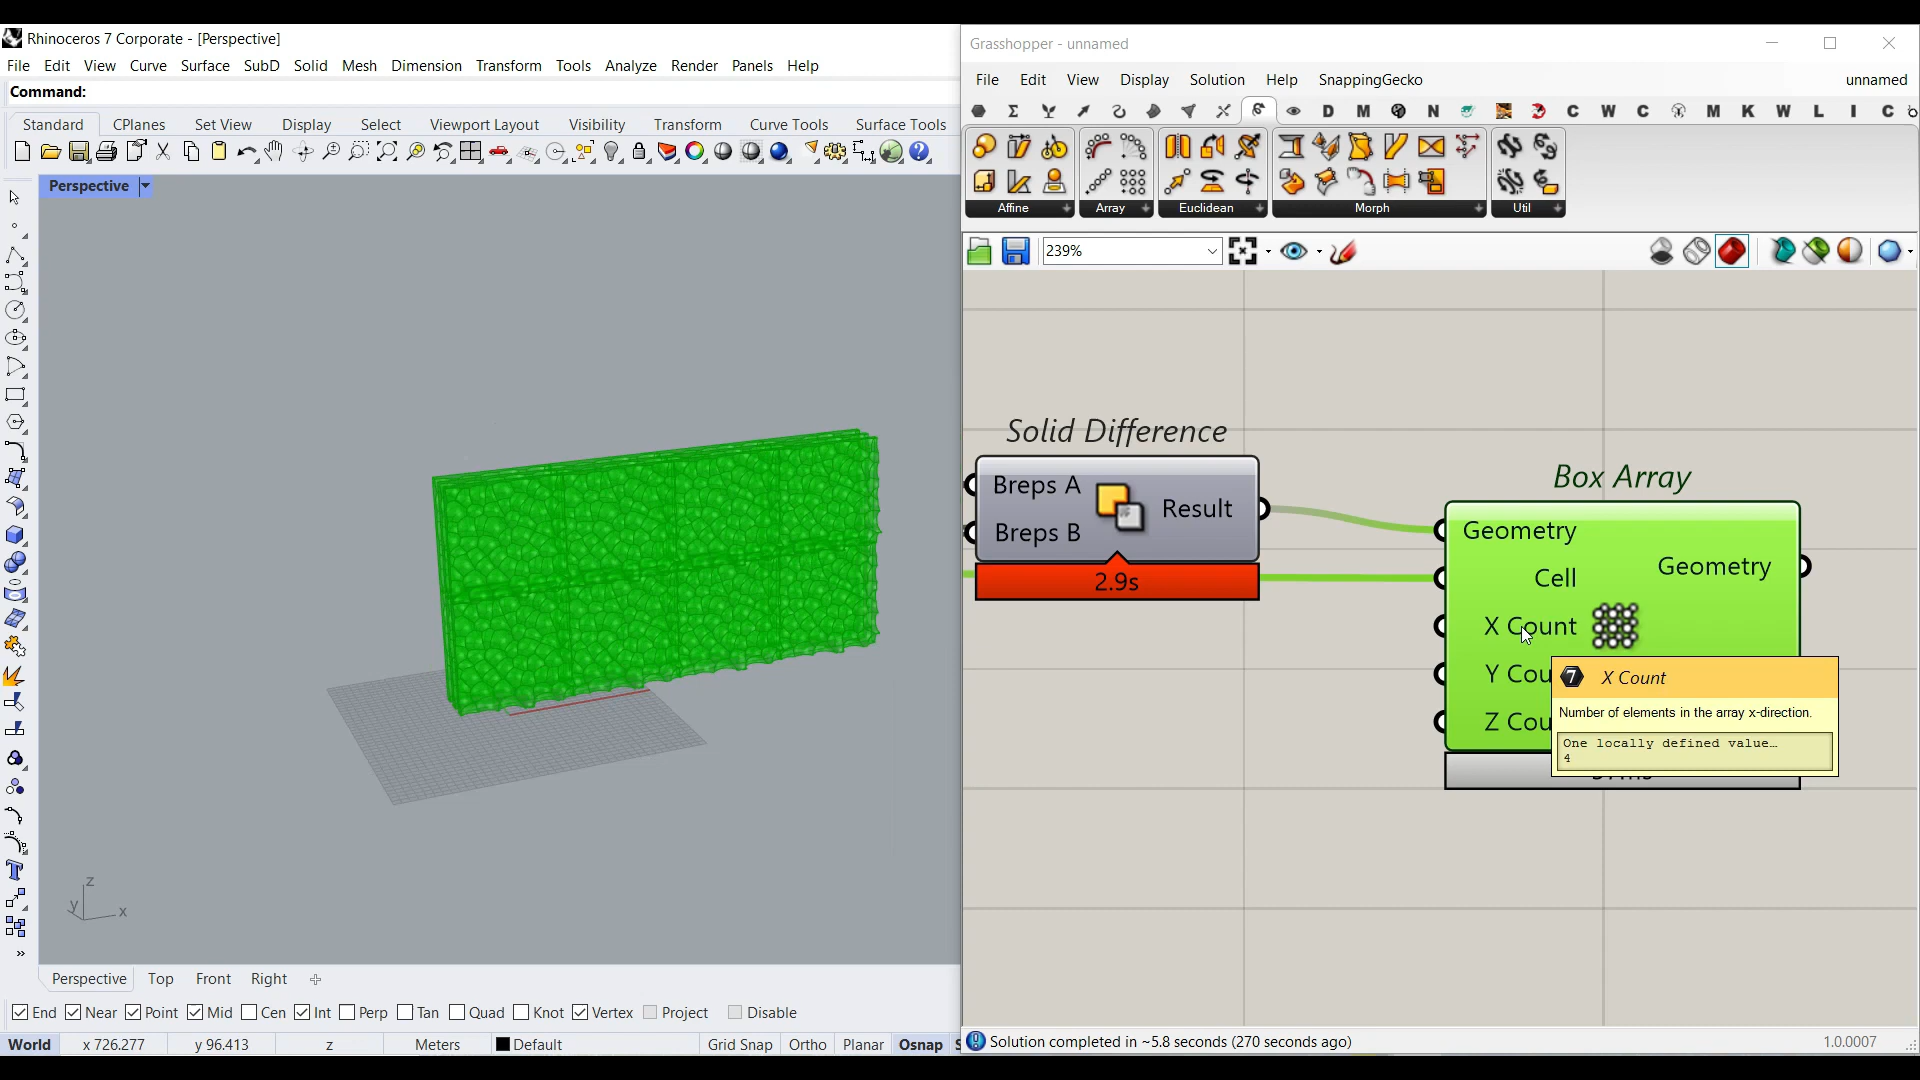 Rhinoceros 7 Corporate - [Perspective]
File Edit View Curve Surface SubD Solid Mesh Dimension Transform Tools Analyze Render Panels Help
Command:
Standard CPlanes Set View Display Select Viewport Layout Visibility Transform Curve Tools Surface Tools
Perspective
z
y
x
Perspective Top Front Right
End Near Point Mid Cen Int Perp Tan Quad Knot Vertex Project Disable
World x 726.277 y 96.413 z Meters Default Grid Snap Ortho Planar Osnap
Grasshopper - unnamed
File Edit View Display Solution Help SnappingGecko unnamed
D M N C W C M K W L I C
Affine Array Euclidean Morph Util
239%
Solid Difference
Breps A
Breps B
Result
2.9s
Box Array
Geometry
Cell
X Count
Y Cou
Z Cou
Geometry
7 X Count
Number of elements in the array x-direction.
One locally defined value…
4
Solution completed in ~5.8 seconds (270 seconds ago)
1.0.0007